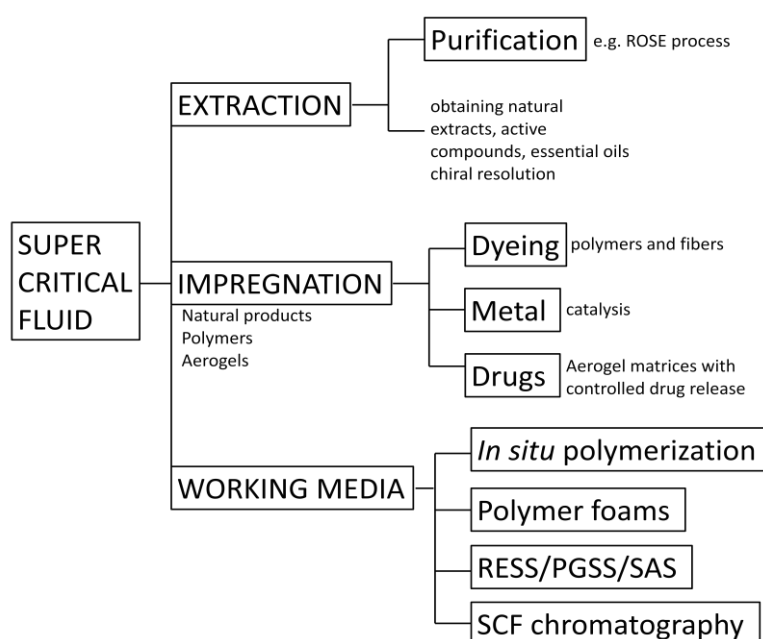 Purification
e.g. ROSE process
EXTRACTION
obtaining natural
extracts, active
compounds, essential oils
chiral resolution
SUPER
CRITICAL
FLUID
IMPREGNATION
Natural products
Polymers
Aerogels
Dyeing
polymers and fibers
Metal
catalysis
Drugs
Aerogel matrices with
controlled drug release
WORKING MEDIA
In situ polymerization
Polymer foams
RESS/PGSS/SAS
SCF chromatography